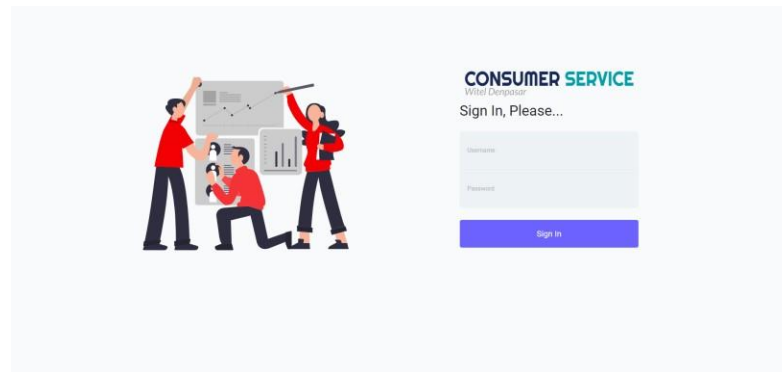 CONSUMER SERVICE
Witel Denpasar
Sign In, Please...
Username
Password
Sign In